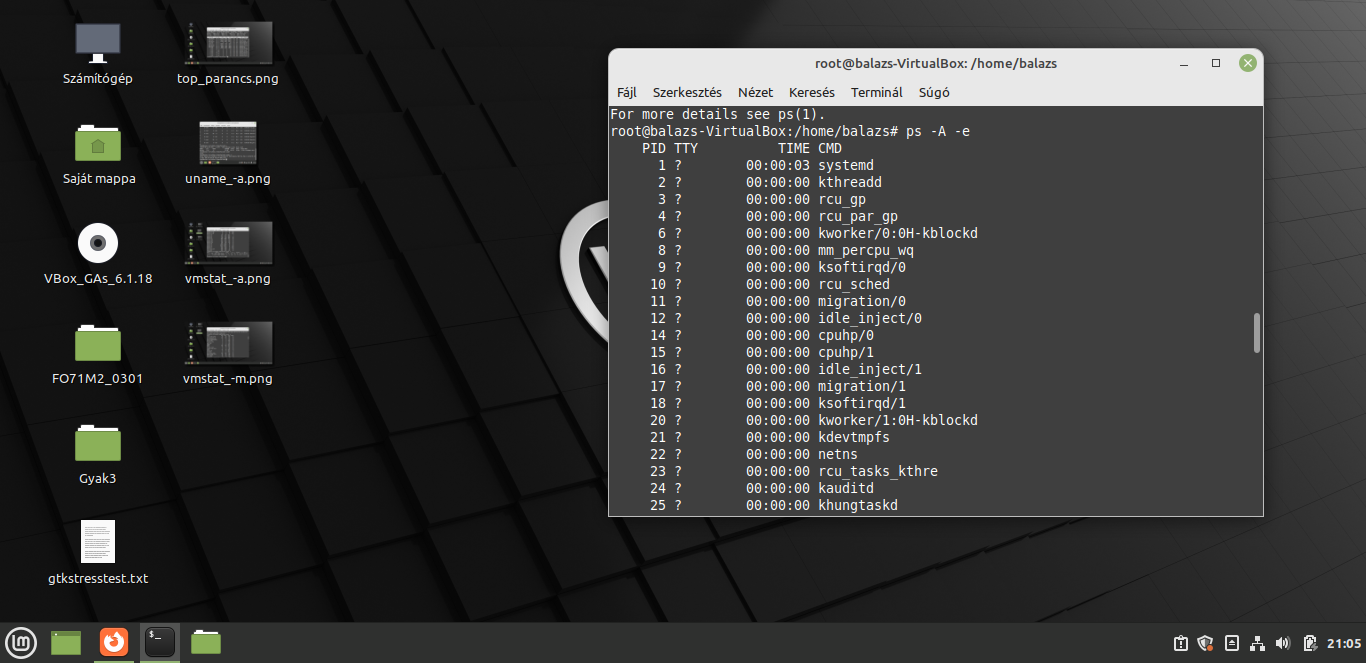 Számítógép
top_parancs.png
Saját mappa
uname_-a.png
VBox_GAs_6.1.18
vmstat_-a.png
FO71M2_0301
vmstat_-m.png
Gyak3
gtkstresstest.txt
root@balazs-VirtualBox: /home/balazs
Fájl Szerkesztés Nézet Keresés Terminál Súgó
For more details see ps(1).
root@balazs-VirtualBox:/home/balazs# ps -A -e
PID TTY TIME CMD
1 ? 00:00:03 systemd
2 ? 00:00:00 kthreadd
3 ? 00:00:00 rcu_gp
4 ? 00:00:00 rcu_par_gp
6 ? 00:00:00 kworker/0:0H-kblockd
8 ? 00:00:00 mm_percpu_wq
9 ? 00:00:00 ksoftirqd/0
10 ? 00:00:00 rcu_sched
11 ? 00:00:00 migration/0
12 ? 00:00:00 idle_inject/0
14 ? 00:00:00 cpuhp/0
15 ? 00:00:00 cpuhp/1
16 ? 00:00:00 idle_inject/1
17 ? 00:00:00 migration/1
18 ? 00:00:00 ksoftirqd/1
20 ? 00:00:00 kworker/1:0H-kblockd
21 ? 00:00:00 kdevtmpfs
22 ? 00:00:00 netns
23 ? 00:00:00 rcu_tasks_kthre
24 ? 00:00:00 kauditd
25 ? 00:00:00 khungtaskd
21:05